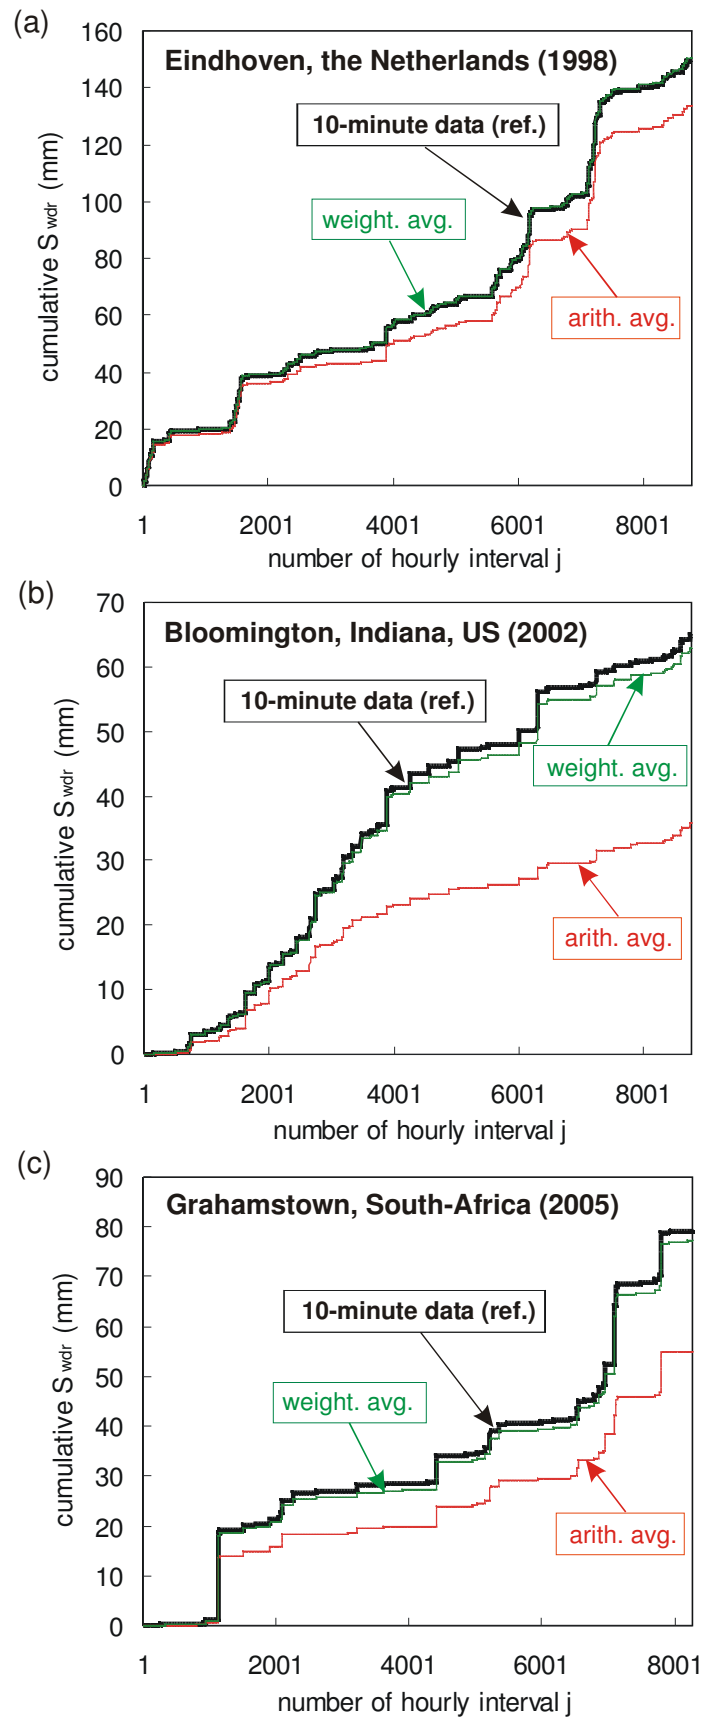 (a)
160
140
120
100
80
60
40
20
0
cumulative S wdr (mm)
Eindhoven, the Netherlands (1998)
10-minute data (ref.)
weight. avg.
arith. avg.
1 2001 4001 6001 8001
number of hourly interval j
(b)
70
60
50
40
30
20
10
0
cumulative S wdr (mm)
Bloomington, Indiana, US (2002)
10-minute data (ref.)
weight. avg.
arith. avg.
1 2001 4001 6001 8001
number of hourly interval j
(c)
90
80
70
60
50
40
30
20
10
0
cumulative S wdr (mm)
Grahamstown, South-Africa (2005)
10-minute data (ref.)
weight. avg.
arith. avg.
1 2001 4001 6001 8001
number of hourly interval j